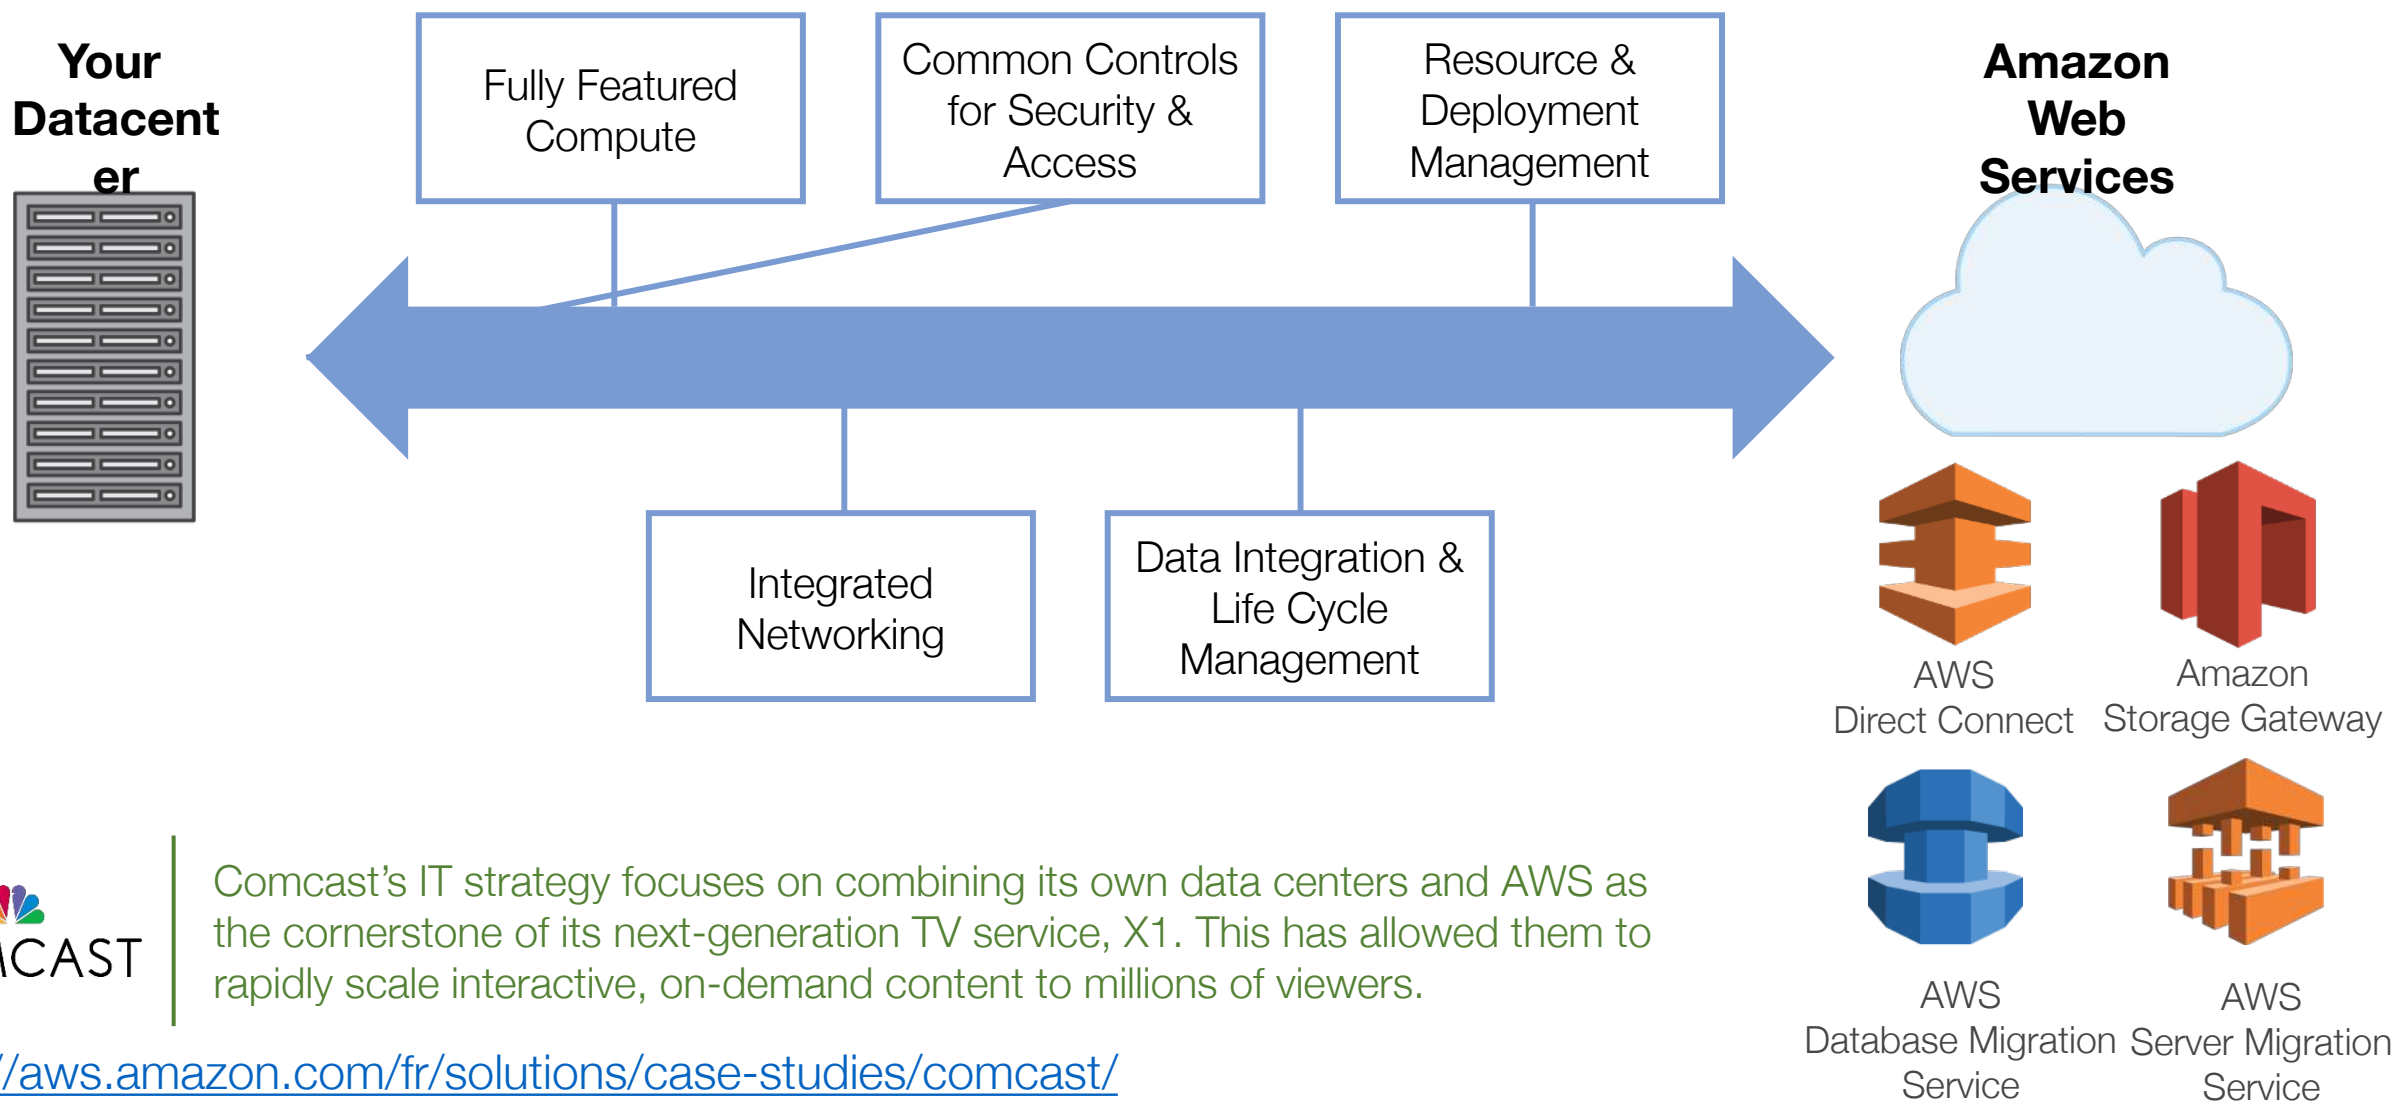 Your
Datacent
er
Fully Featured
Compute
Common Controls
for Security &
Access
Resource &
Deployment
Management
Amazon
Web
Services
Integrated
Networking
Data Integration &
Life Cycle
Management
AWS
Direct Connect
Amazon
Storage Gateway
AWS
Database Migration
Service
AWS
Server Migration
Service
MCAST
Comcast’s IT strategy focuses on combining its own data centers and AWS as
the cornerstone of its next-generation TV service, X1. This has allowed them to
rapidly scale interactive, on-demand content to millions of viewers.
//aws.amazon.com/fr/solutions/case-studies/comcast/